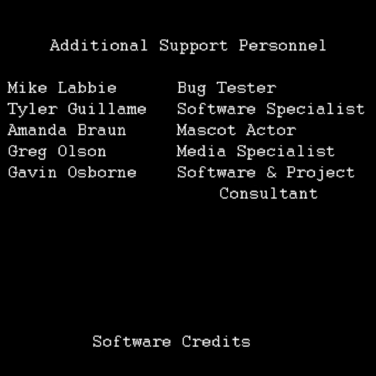 Additional Support Personnel
Mike Labbie Bug Tester
Tyler Guillame Software Specialist
Amanda Braun Mascot Actor
Greg Olson Media Specialist
Gavin Osborne Software & Project
Consultant
Software Credits